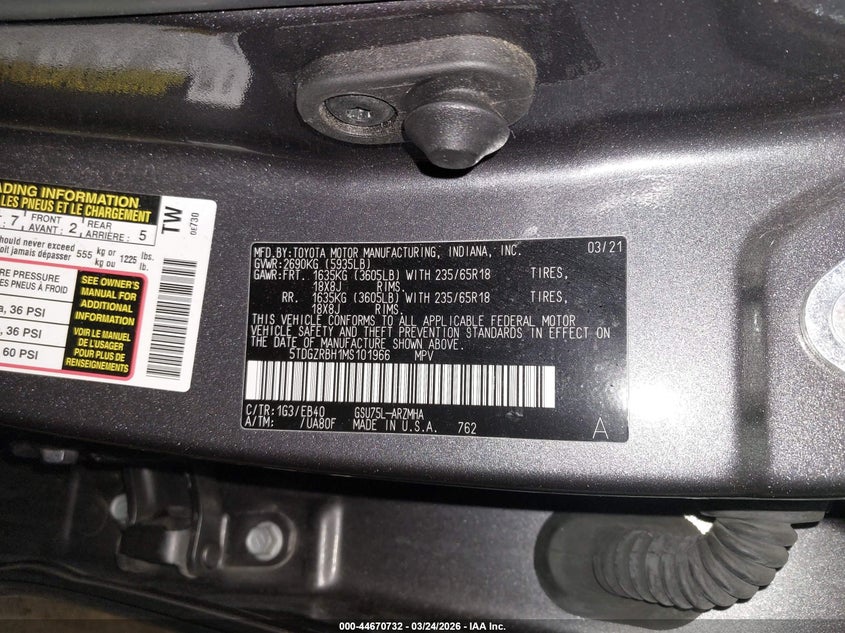 ADING INFORMATION
LES PNEUS ET LE CHARGEMENT
: 7 FRONT AVANT : 2 REAR ARRIÈRE : 5
hould never exceed 555 kg or 1225 lbs.
oit jamais dépasser kg ou lb.
TW
0E730
RE PRESSURE
ES PNEUS À FROID
a, 36 PSI
, 36 PSI
60 PSI
SEE OWNER'S
MANUAL FOR
ADDITIONAL
INFORMATION
VOIR LE MANUEL
DE L'USAGER
POUR PLUS DE
RENSEIGNEMENTS
MFD.BY:TOYOTA MOTOR MANUFACTURING, INDIANA, INC. 03/21
GVWR:2690KG (5935LB)
GAWR:FRT. 1635KG (3605LB) WITH 235/65R18 TIRES,
18X8J RIMS.
RR. 1635KG (3605LB) WITH 235/65R18 TIRES,
18X8J RIMS.
THIS VEHICLE CONFORMS TO ALL APPLICABLE FEDERAL MOTOR
VEHICLE SAFETY AND THEFT PREVENTION STANDARDS IN EFFECT ON
THE DATE OF MANUFACTURE SHOWN ABOVE.
5TDGZRBH1MS101966 MPV
C/TR:1G3/EB40 GSU75L-ARZMHA
A/TM: /UA80F MADE IN U.S.A. 762
A
000-44670732 - 03/24/2026 - IAA Inc.